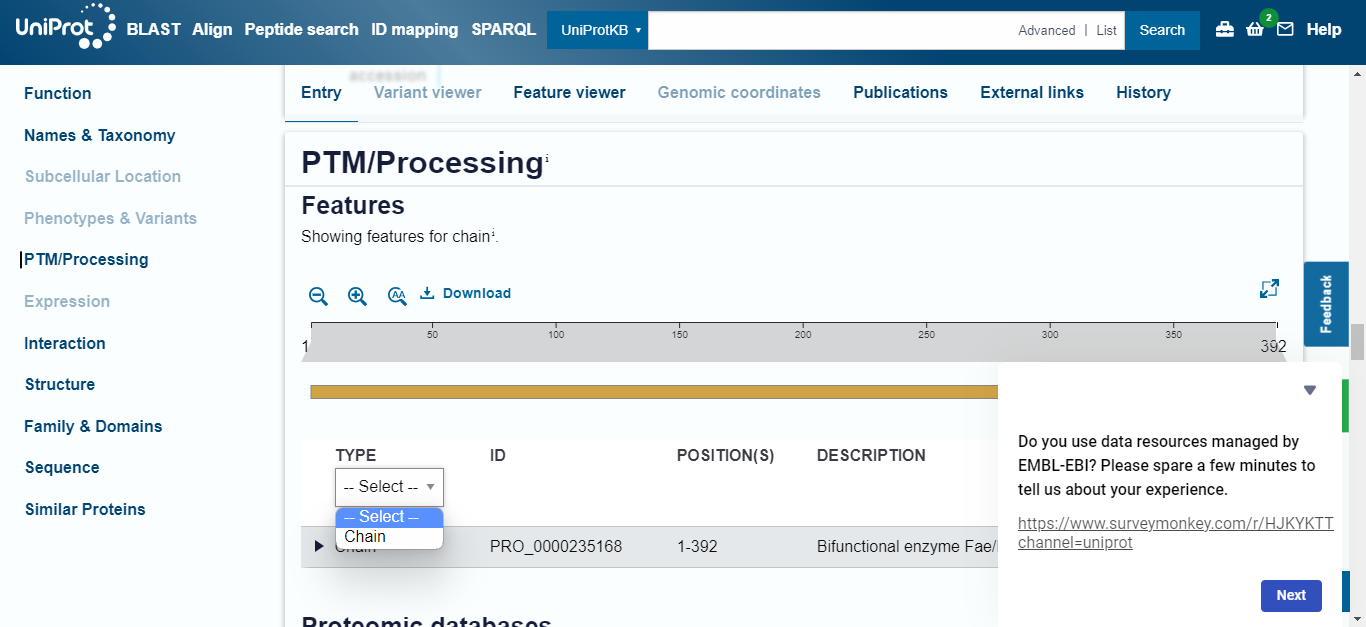 UniProt BLAST Align Peptide search ID mapping SPARQL UniProtKB Advanced | List Search 2 Help
accession
Entry Variant viewer Feature viewer Genomic coordinates Publications External links History
Function
Names & Taxonomy
Subcellular Location
Phenotypes & Variants
PTM/Processing
Expression
Interaction
Structure
Family & Domains
Sequence
Similar Proteins
PTM/Processing i
Features
Showing features for chain i.
AA Download
50 100 150 200 250 300 350
1 392
TYPE ID POSITION(S) DESCRIPTION
-- Select --
-- Select --
Chain
Chain PRO_0000235168 1-392 Bifunctional enzyme Fae/
Proteomic databases
Feedback
Do you use data resources managed by
EMBL-EBI? Please spare a few minutes to
tell us about your experience.
https://www.surveymonkey.com/r/HJKYKTT
channel=uniprot
Next